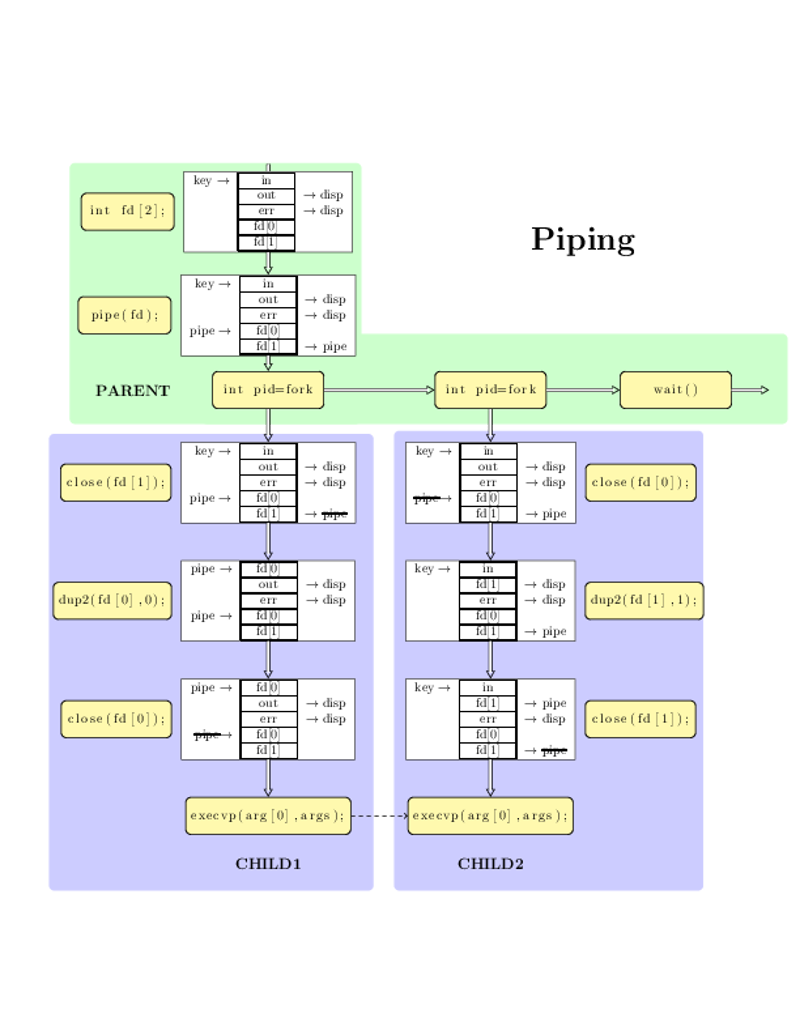 key → in
out → disp
int fd[2]; err → disp
fd[0]
fd[1]
Piping
key → in
out → disp
pipe(fd); err → disp
pipe → fd[0]
fd[1] → pipe
PARENT int pid=fork int pid=fork wait()
key → in
out → disp
close(fd[1]); err → disp
pipe → fd[0]
fd[1] → pipe
pipe → fd[0]
out → disp
dup2(fd[0],0); err → disp
pipe → fd[0]
fd[1]
pipe → fd[0]
out → disp
close(fd[0]); err → disp
pipe → fd[0]
fd[1]
execvp(arg[0],args);
CHILD1
key → in
out → disp
err → disp close(fd[0]);
pipe → fd[0]
fd[1] → pipe
key → in
fd[1] → disp
err → disp dup2(fd[1],1);
fd[0]
fd[1] → pipe
key → in
fd[1] → pipe
err → disp close(fd[1]);
fd[0]
fd[1] → pipe
execvp(arg[0],args);
CHILD2